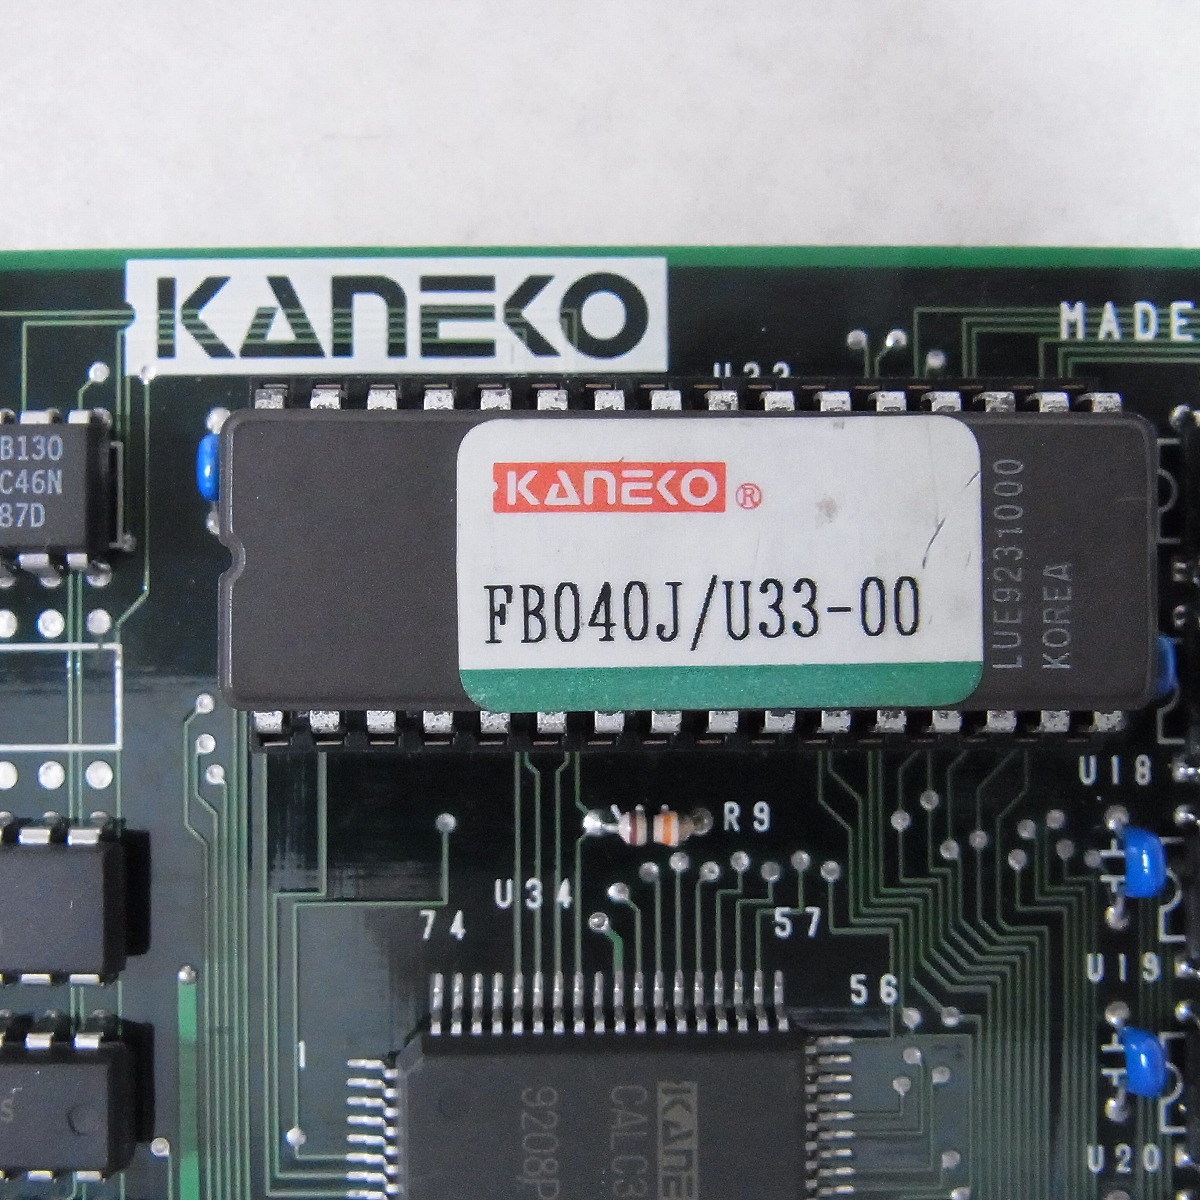 KANEKO
MADE
U33
B130
C46N
87D
KANEKO®
FB040J/U33-00
LUE9231000
KOREA
U18
R9
U34
74
57
U19
56
1
KANE
CALC3
9208P
S
U20